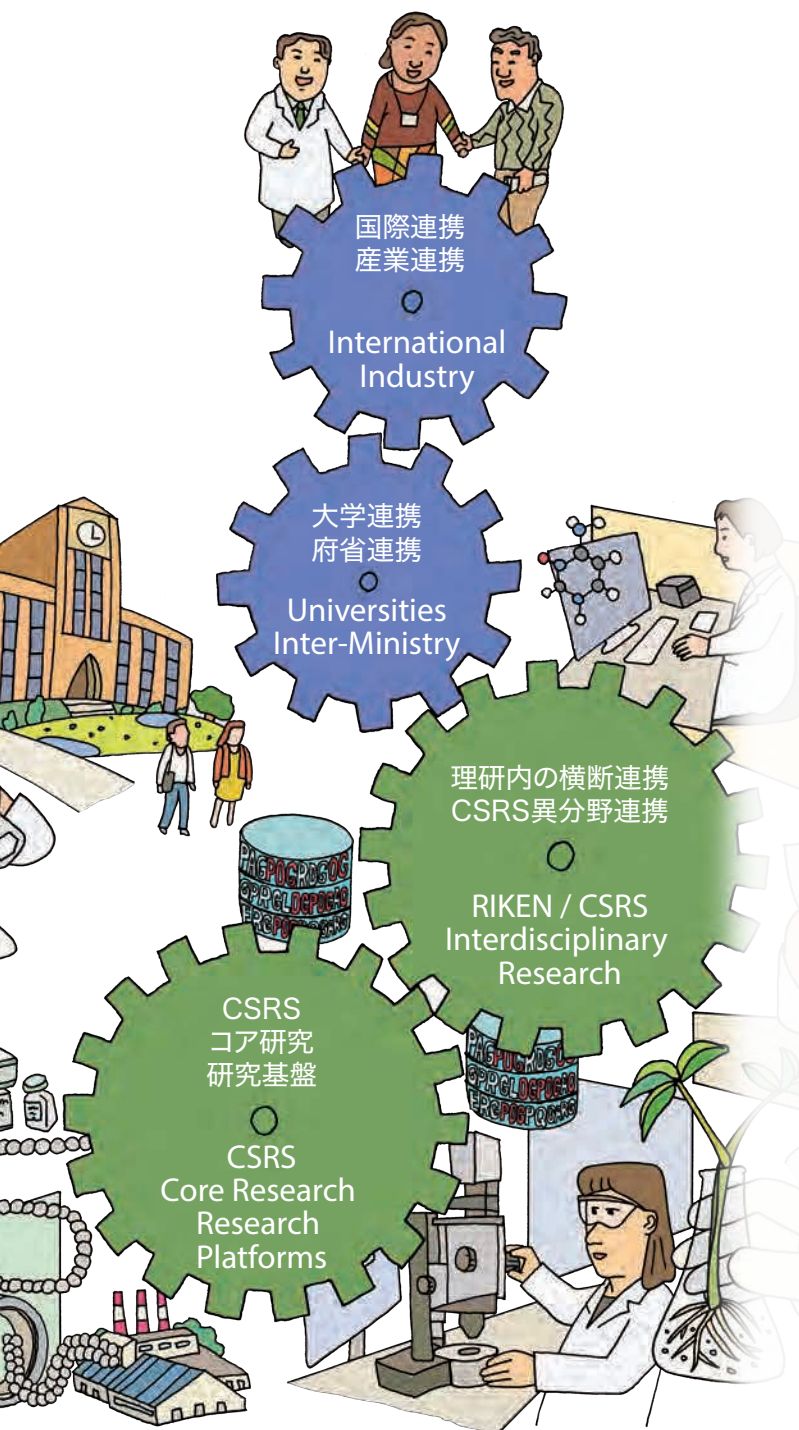 国際連携
産業連携
International
Industry
大学連携
府省連携
Universities
Inter-Ministry
理研内の横断連携
CSRS異分野連携
RIKEN / CSRS
Interdisciplinary
Research
CSRS
コア研究
研究基盤
CSRS
Core Research
Research
Platforms